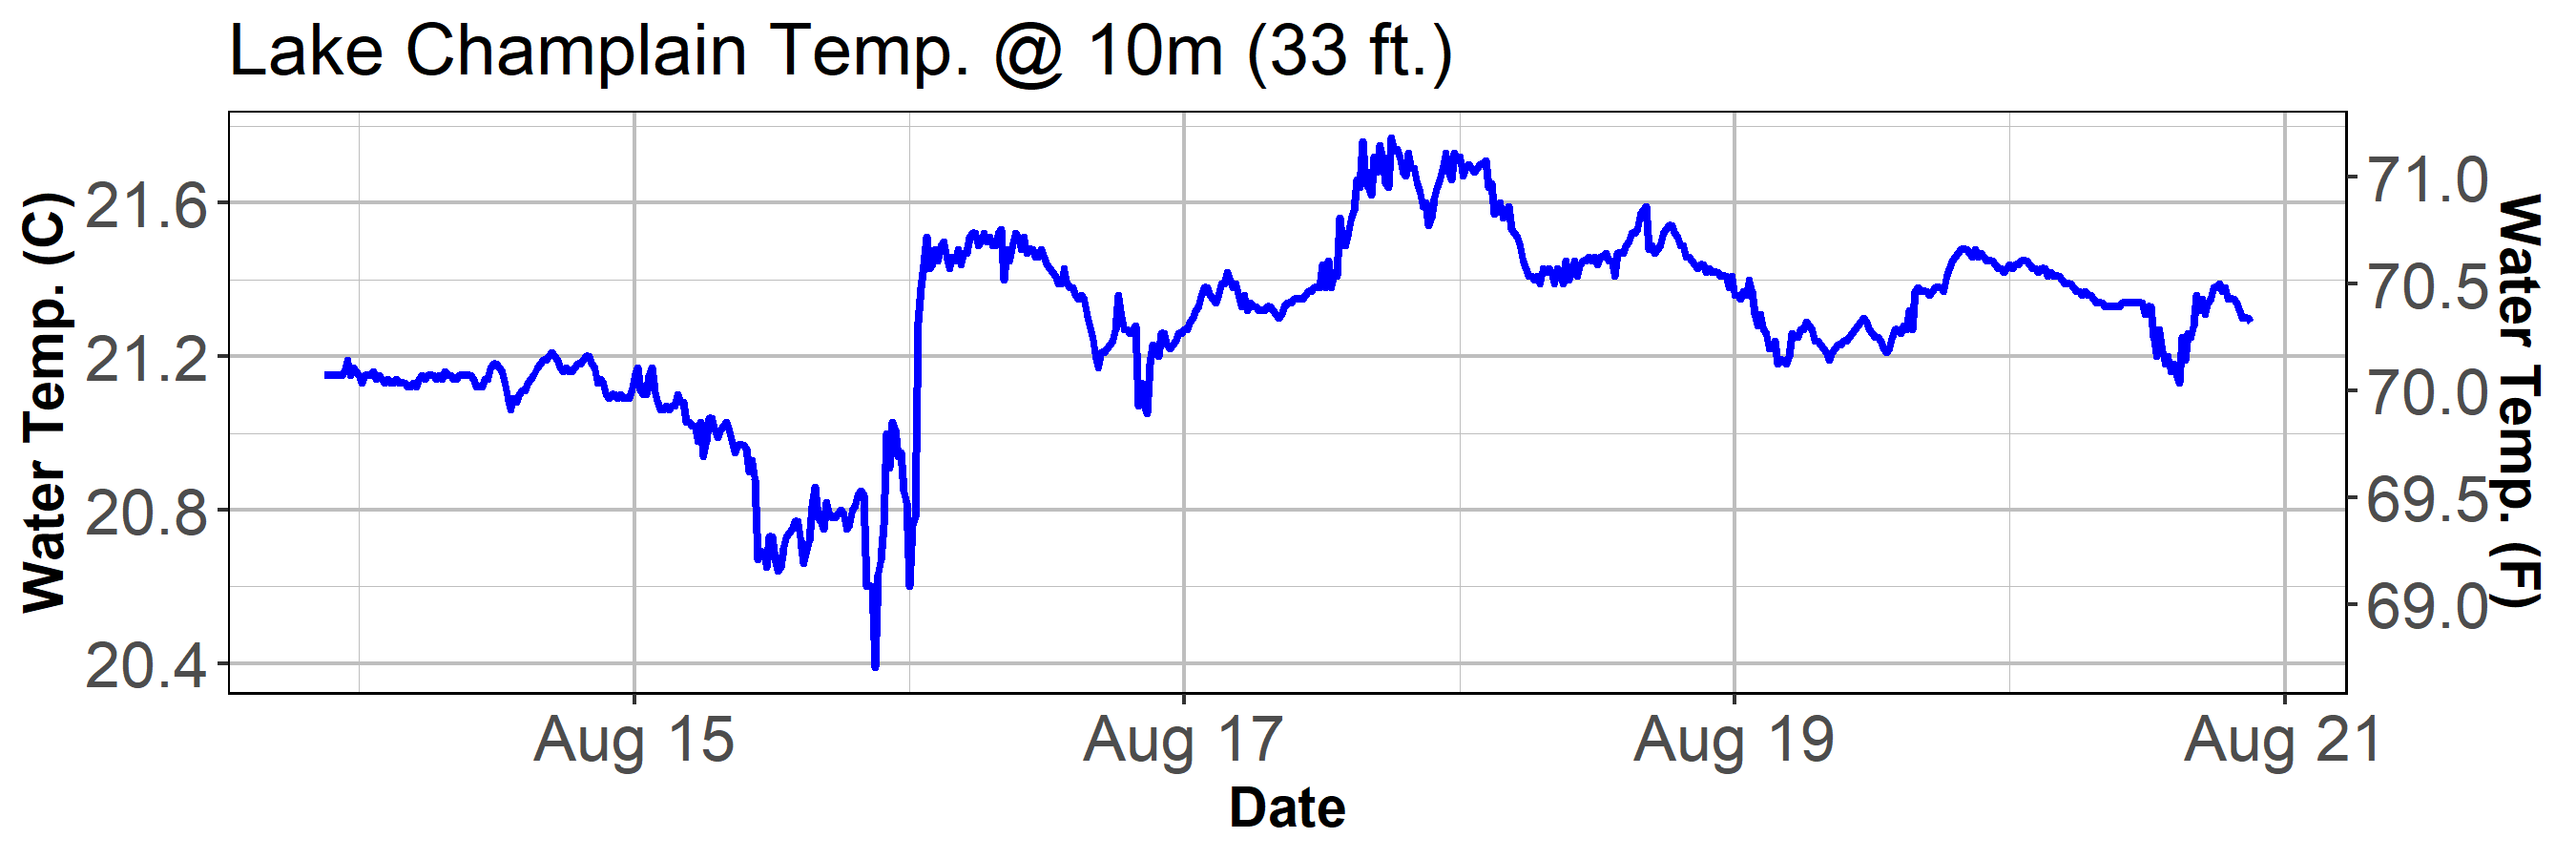 Lake Champlain Temp. @ 10m (33 ft.)
Water Temp. (C)
21.6
21.2
20.8
20.4
71.0
70.5
70.0
69.5
69.0
Water Temp. (F)
Aug 15
Aug 17
Aug 19
Aug 21
Date